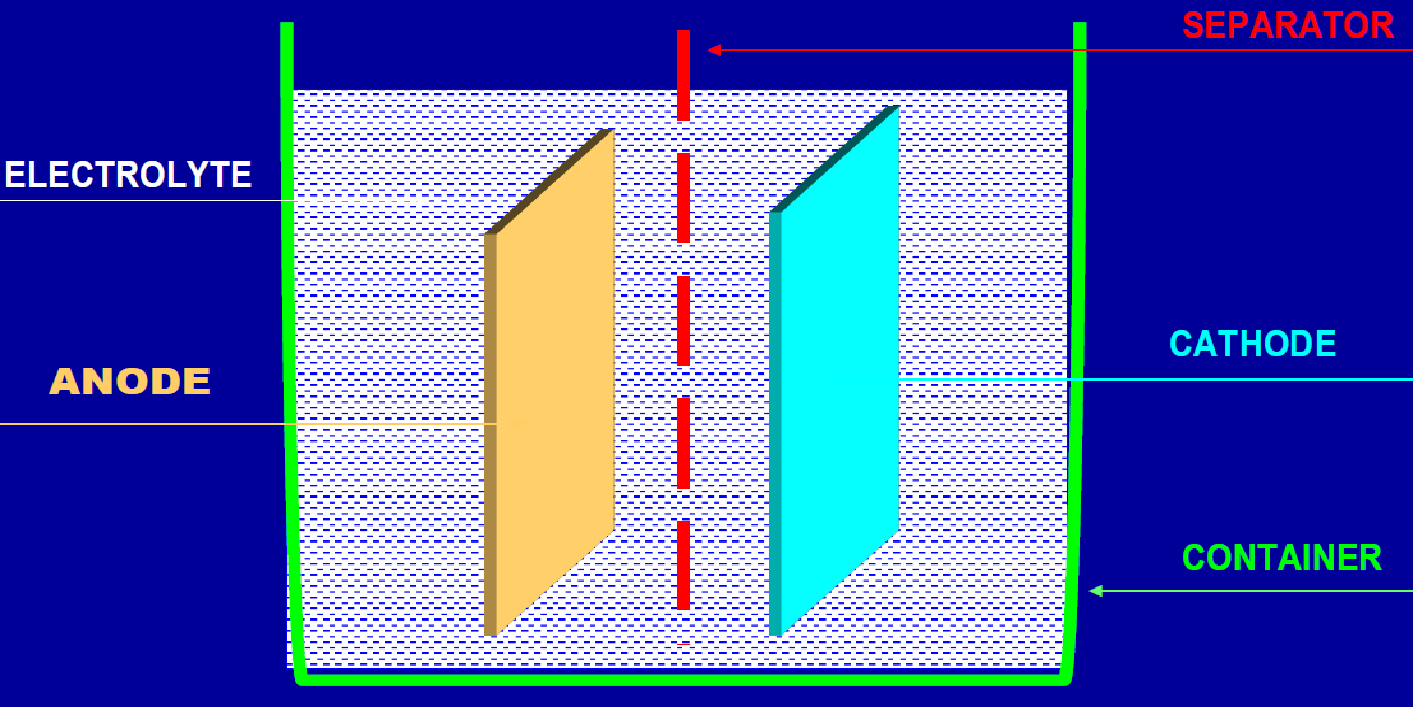 SEPARATOR
ELECTROLYTE
CATHODE
ANODE
CONTAINER